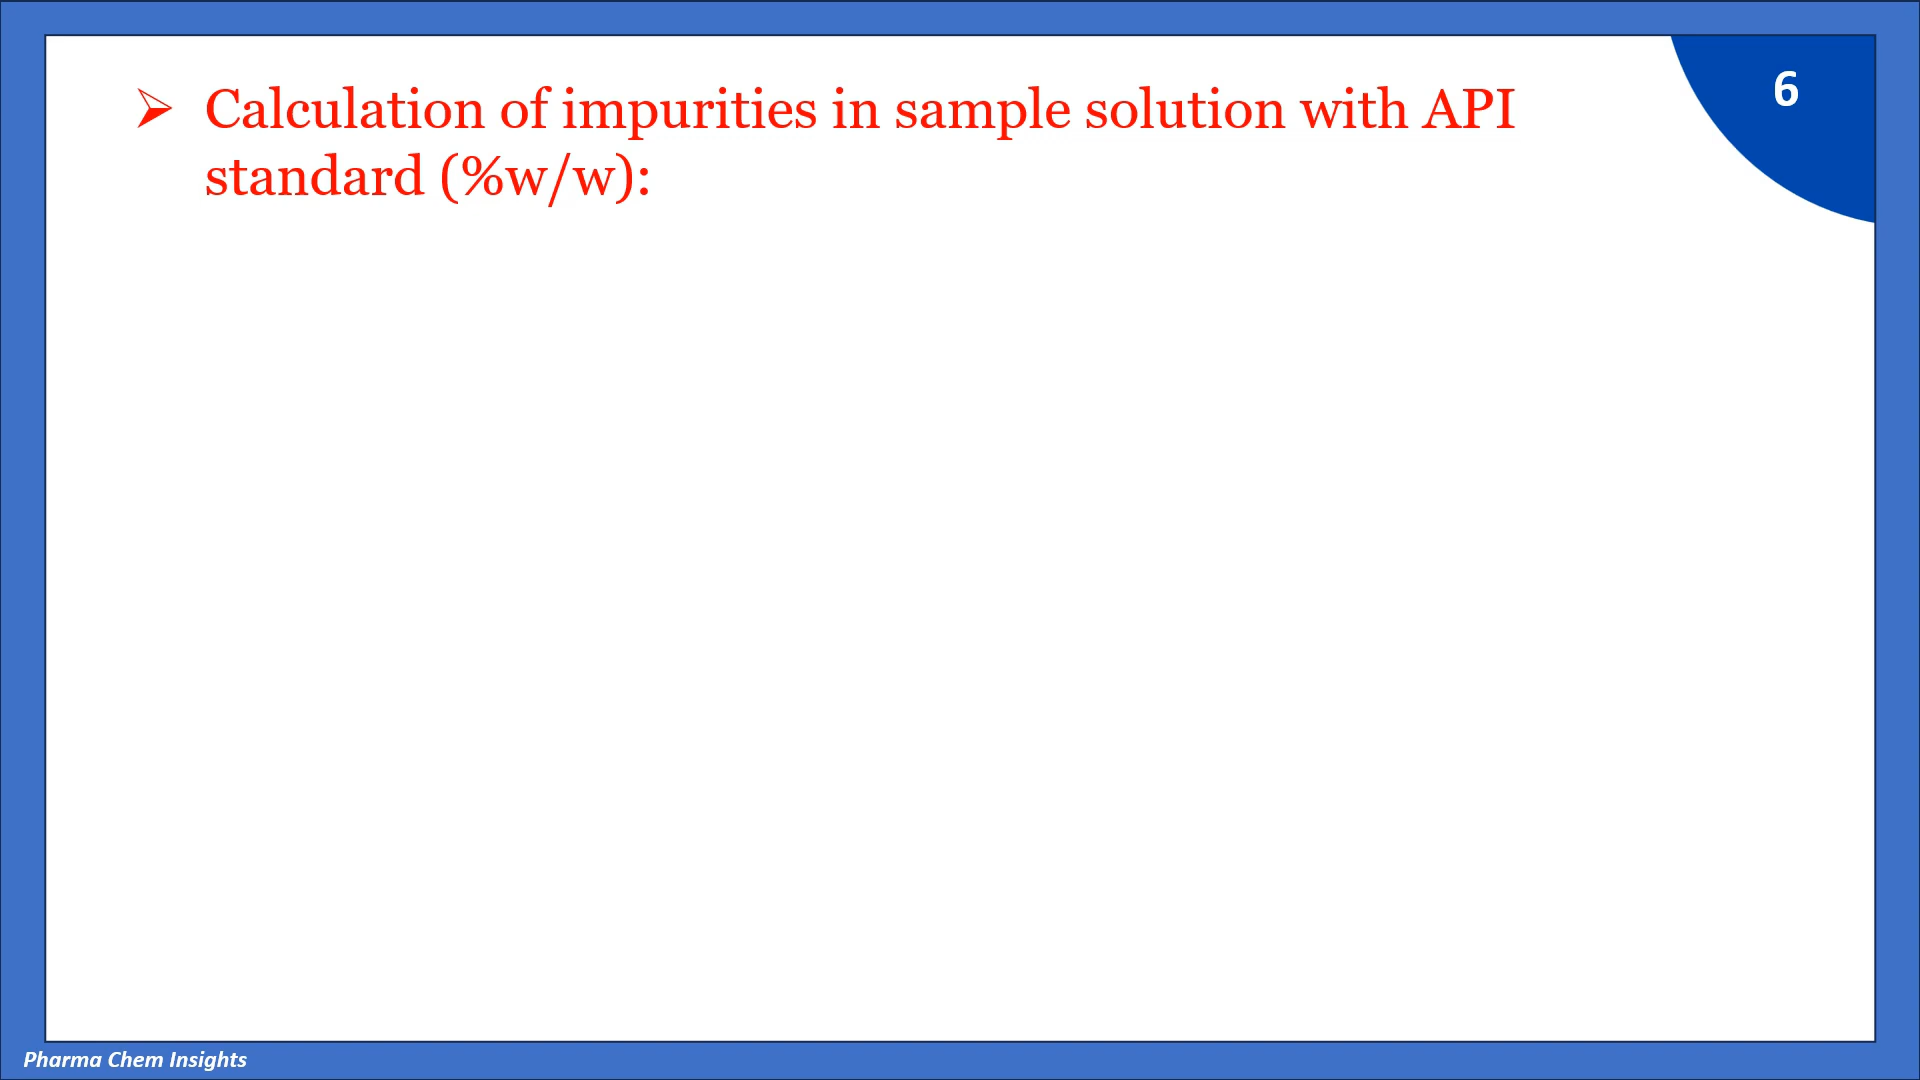 6
➢ Calculation of impurities in sample solution with API
standard (%w/w):
Pharma Chem Insights